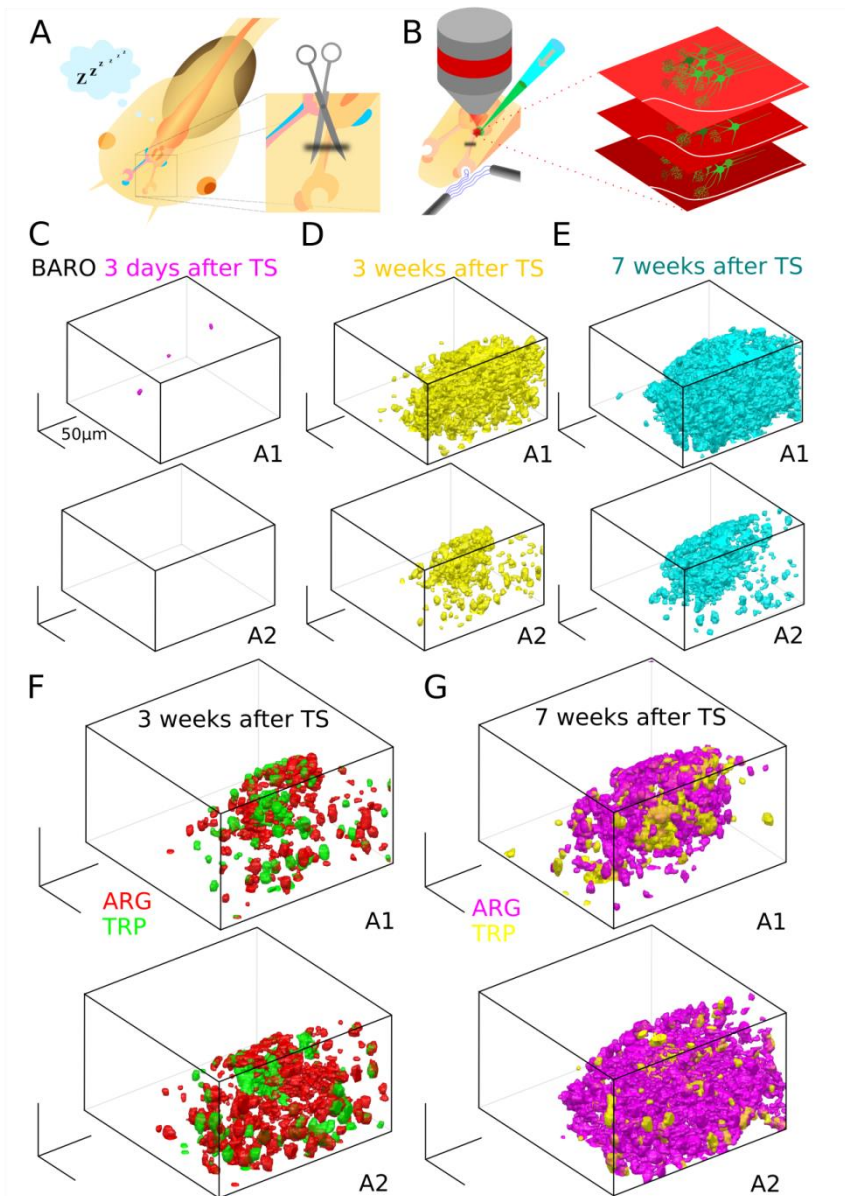 A
B
Z z z z z z
C
D
E
BARO 3 days after TS
3 weeks after TS
7 weeks after TS
50µm
A1
A1
A1
A2
A2
A2
F
G
3 weeks after TS
7 weeks after TS
ARG
TRP
A1
ARG
TRP
A1
A2
A2